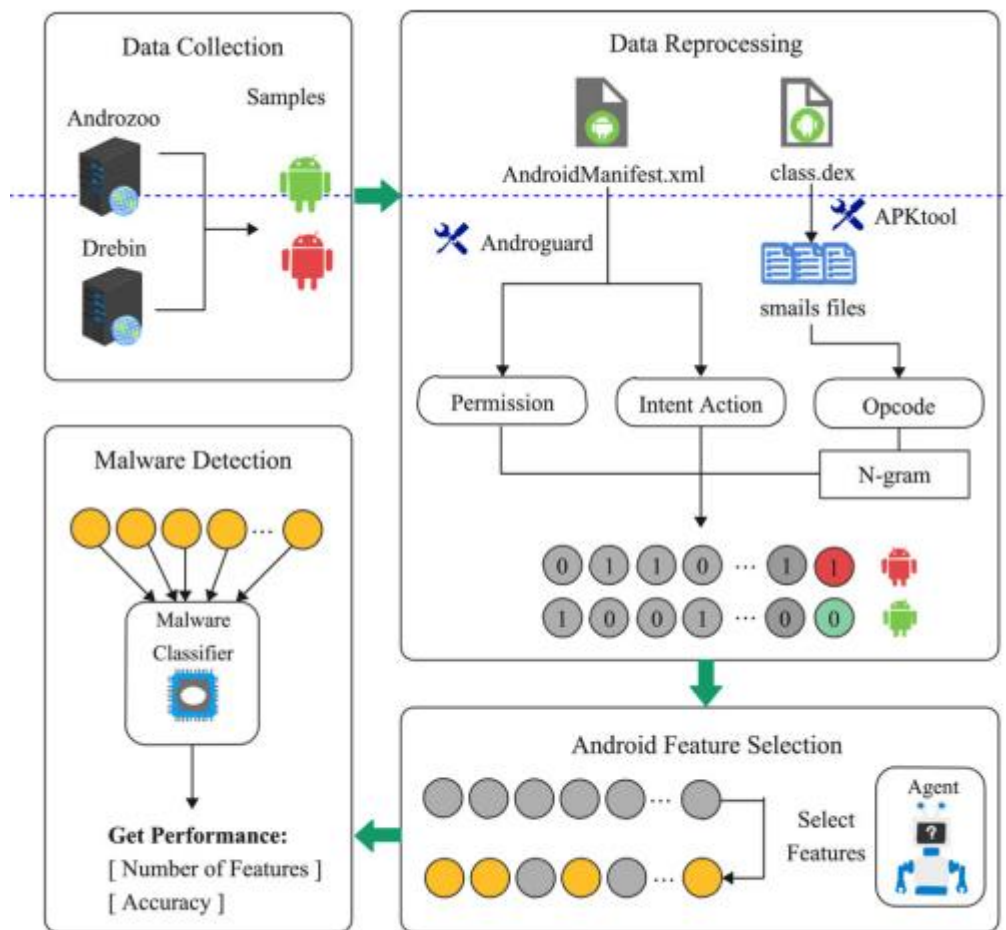 Data Collection
Samples
Androzoo
Drebin
Data Reprocessing
AndroidManifest.xml
class.dex
Androguard
APKtool
smails files
Permission
Intent Action
Opcode
N-gram
0 1 1 0 ... 1 1
1 0 0 1 ... 0 0
Android Feature Selection
...
Select
Features
...
Agent
?
Malware Detection
...
Malware
Classifier
Get Performance:
[ Number of Features ]
[ Accuracy ]